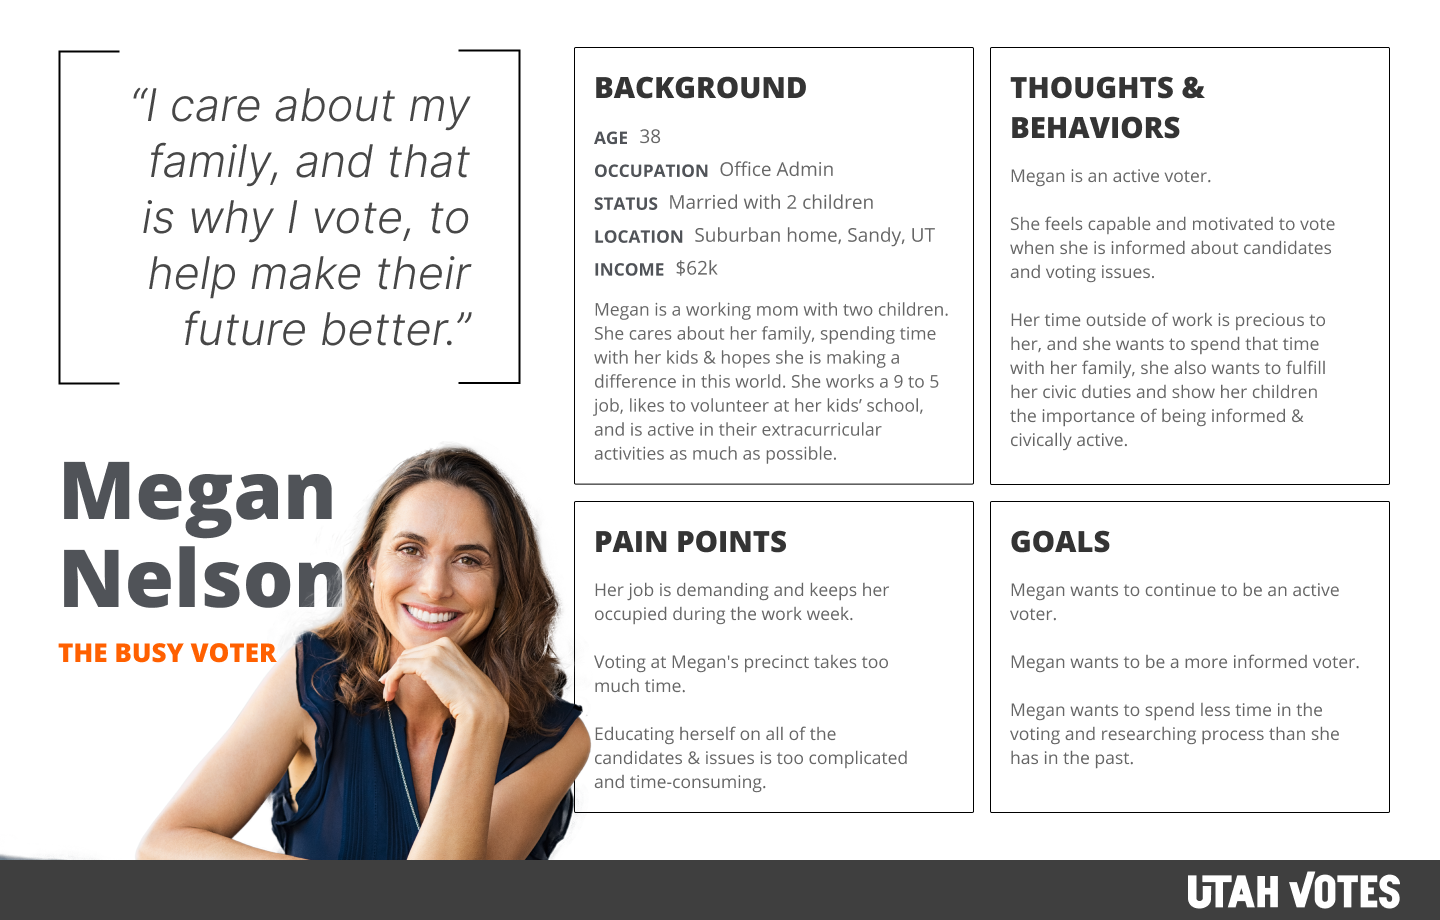 “I care about my
family, and that
is why I vote, to
help make their
future better.”
Megan
Nelson
THE BUSY VOTER
BACKGROUND
AGE 38
OCCUPATION Office Admin
STATUS Married with 2 children
LOCATION Suburban home, Sandy, UT
INCOME $62k
Megan is a working mom with two children.
She cares about her family, spending time
with her kids & hopes she is making a
difference in this world. She works a 9 to 5
job, likes to volunteer at her kids’ school,
and is active in their extracurricular
activities as much as possible.
THOUGHTS &
BEHAVIORS
Megan is an active voter.
She feels capable and motivated to vote
when she is informed about candidates
and voting issues.
Her time outside of work is precious to
her, and she wants to spend that time
with her family, she also wants to fulfill
her civic duties and show her children
the importance of being informed &
civically active.
PAIN POINTS
Her job is demanding and keeps her
occupied during the work week.
Voting at Megan's precinct takes too
much time.
Educating herself on all of the
candidates & issues is too complicated
and time-consuming.
GOALS
Megan wants to continue to be an active
voter.
Megan wants to be a more informed voter.
Megan wants to spend less time in the
voting and researching process than she
has in the past.
UTAH VOTES